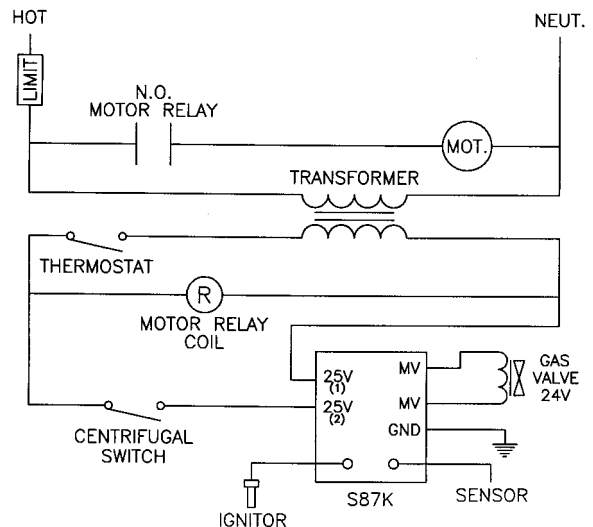 HOT
NEUT.
LIMIT
N.O.
MOTOR RELAY
MOT.
TRANSFORMER
THERMOSTAT
R
MOTOR RELAY
COIL
25V
(1)
MV
GAS
VALVE
24V
25V
(2)
MV
GND
CENTRIFUGAL
SWITCH
S87K
SENSOR
IGNITOR